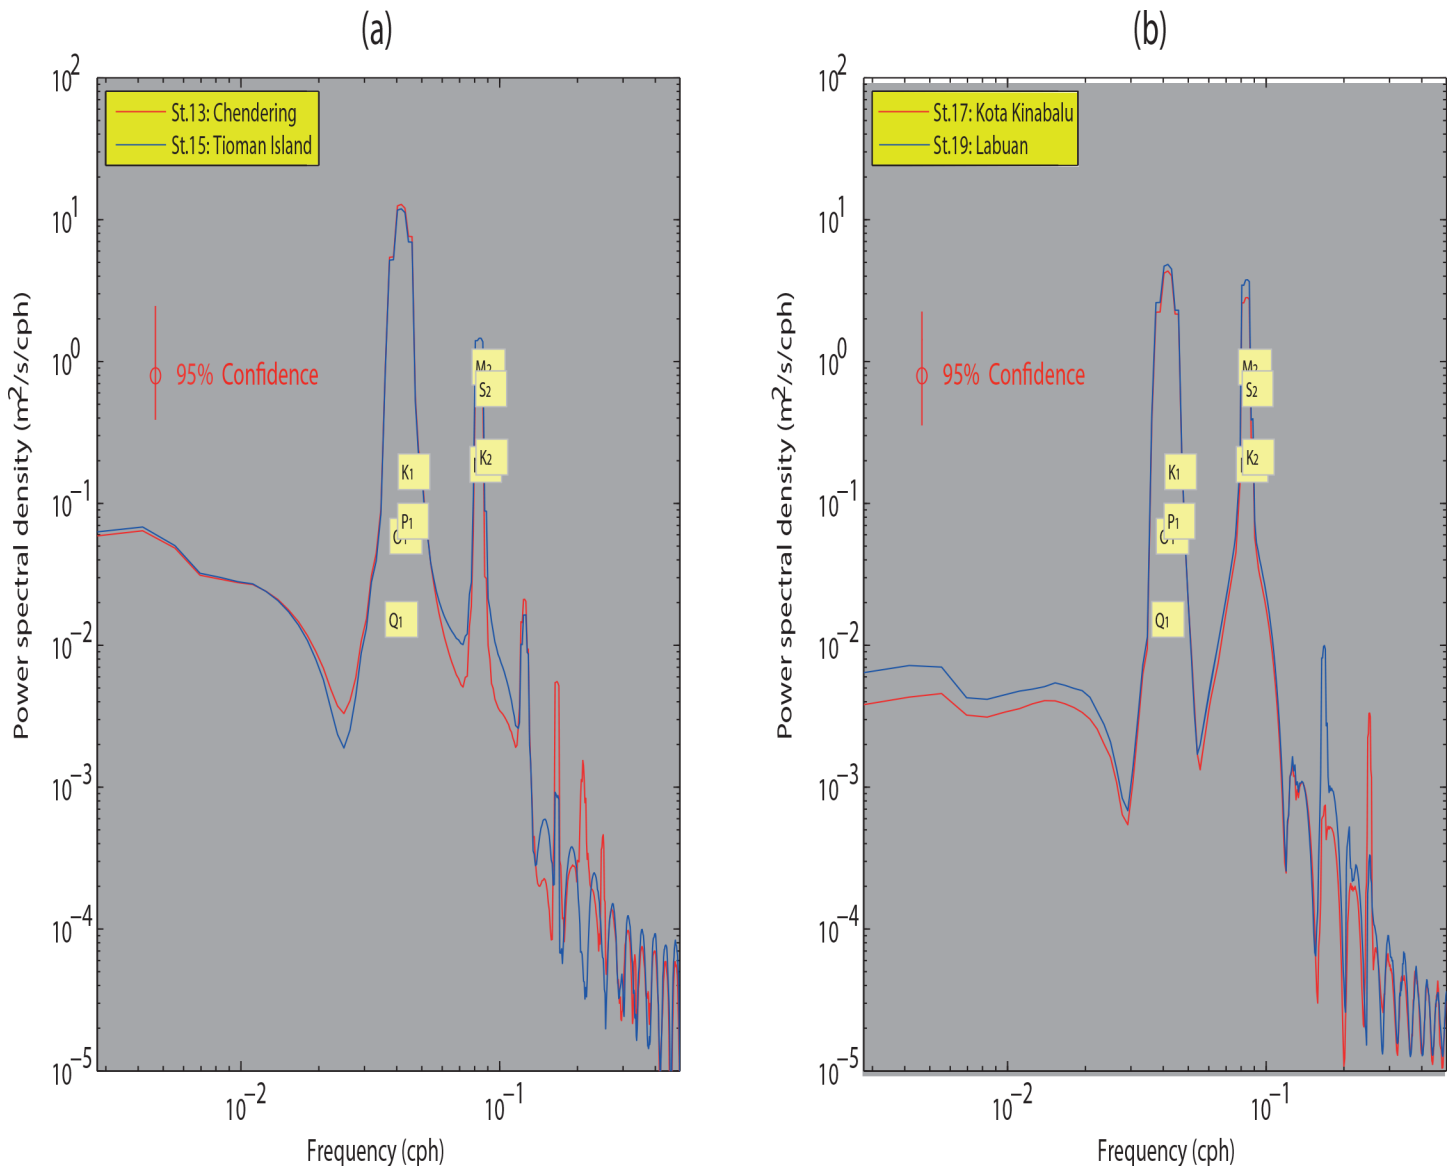 (a)
10^2
10^1
10^0
10^−1
10^−2
10^−3
10^−4
10^−5
Power spectral density (m^2/s/cph)
St.13: Chendering
St.15: Tioman Island
95% Confidence
M2
S2
K2
K1
P1
O1
Q1
10^−2
10^−1
Frequency (cph)
(b)
10^2
10^1
10^0
10^−1
10^−2
10^−3
10^−4
10^−5
Power spectral density (m^2/s/cph)
St.17: Kota Kinabalu
St.19: Labuan
95% Confidence
M2
S2
K2
K1
P1
O1
Q1
10^−2
10^−1
Frequency (cph)